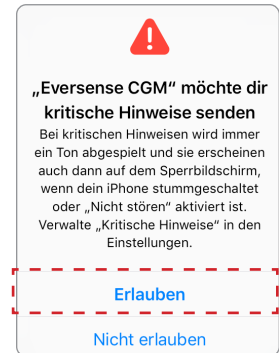 „Eversense CGM“ möchte dir
kritische Hinweise senden
Bei kritischen Hinweisen wird immer
ein Ton abgespielt und sie erscheinen
auch dann auf dem Sperrbildschirm,
wenn dein iPhone stummgeschaltet
oder „Nicht stören“ aktiviert ist.
Verwalte „Kritische Hinweise“ in den
Einstellungen.
Erlauben
Nicht erlauben